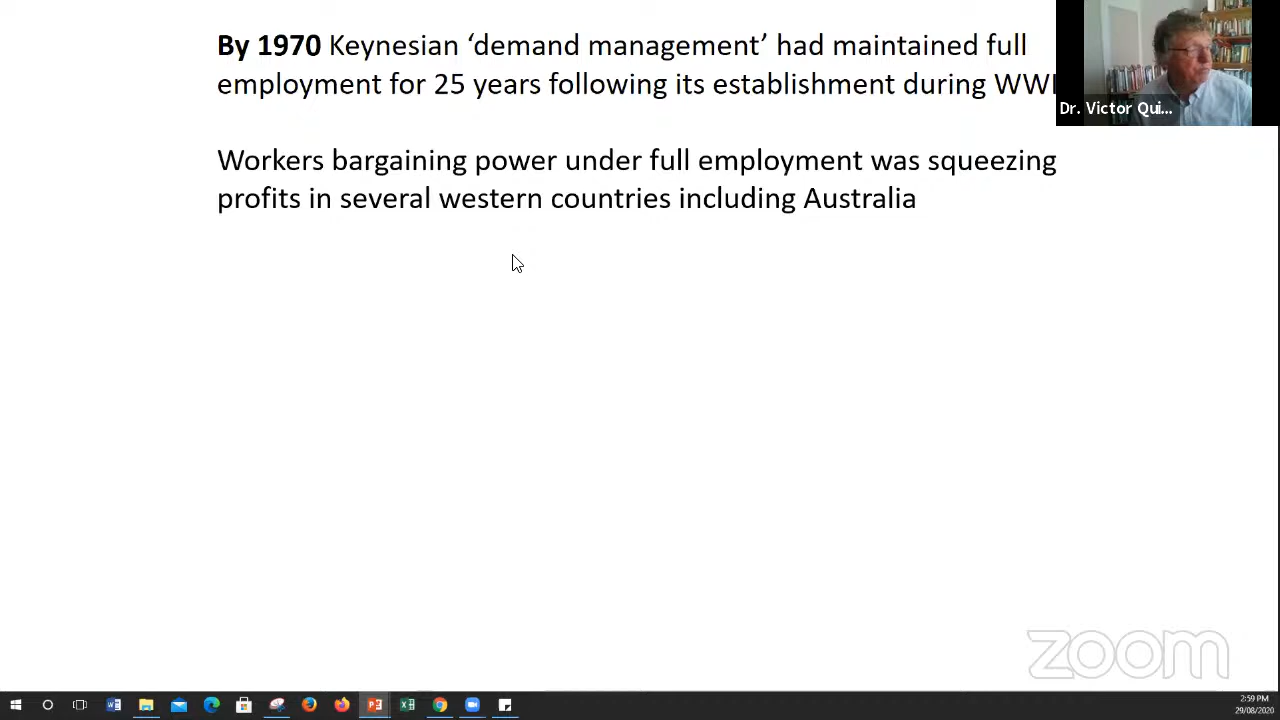 By 1970 Keynesian ‘demand management’ had maintained full
employment for 25 years following its establishment during
Dr. Victor Qui...
Workers bargaining power under full employment was squeezing
profits in several western countries including Australia
zoom
2:59 PM
29/08/2020